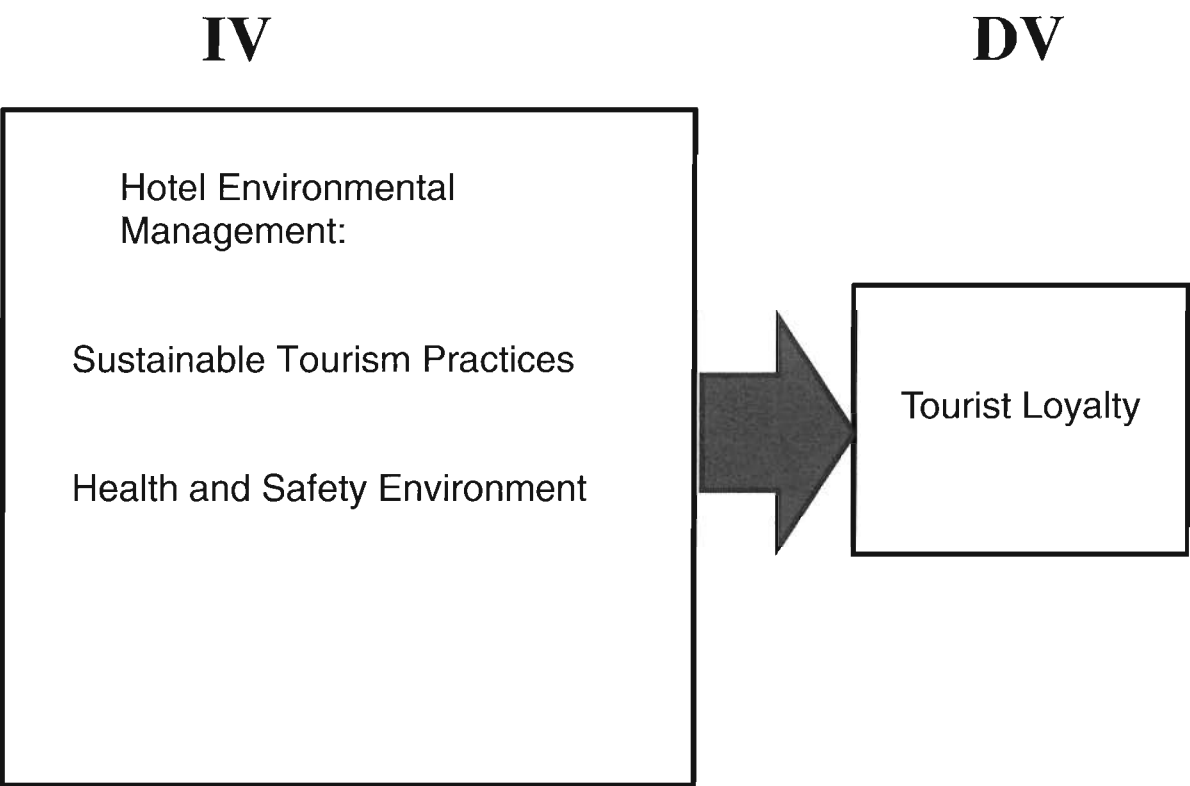 IV
DV
Hotel Environmental
Management:
Sustainable Tourism Practices
Health and Safety Environment
Tourist Loyalty